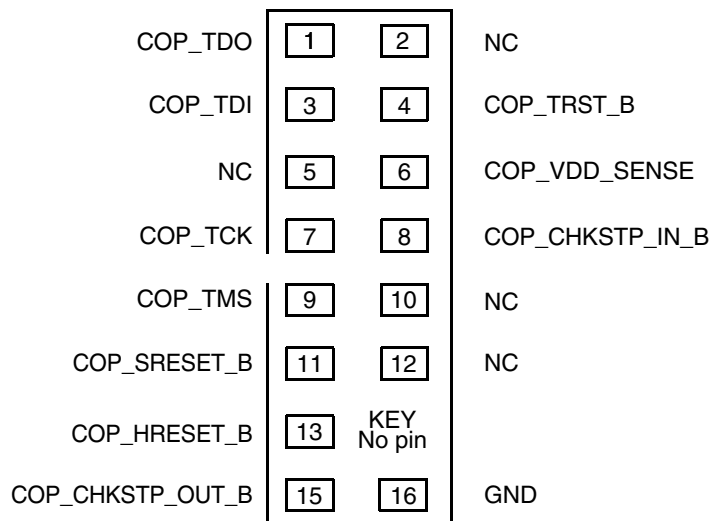 COP_TDO 1 2 NC
COP_TDI 3 4 COP_TRST_B
NC 5 6 COP_VDD_SENSE
COP_TCK 7 8 COP_CHKSTP_IN_B
COP_TMS 9 10 NC
COP_SRESET_B 11 12 NC
COP_HRESET_B 13 KEY
No pin
COP_CHKSTP_OUT_B 15 16 GND